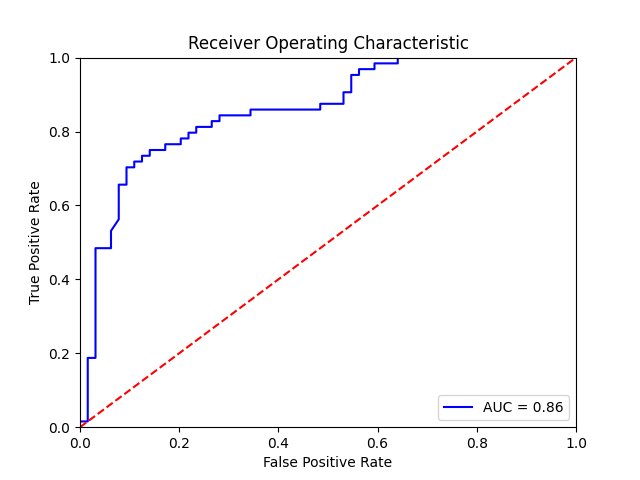 Receiver Operating Characteristic
True Positive Rate
1.0
0.8
0.6
0.4
0.2
0.0
AUC = 0.86
0.0 0.2 0.4 0.6 0.8 1.0
False Positive Rate